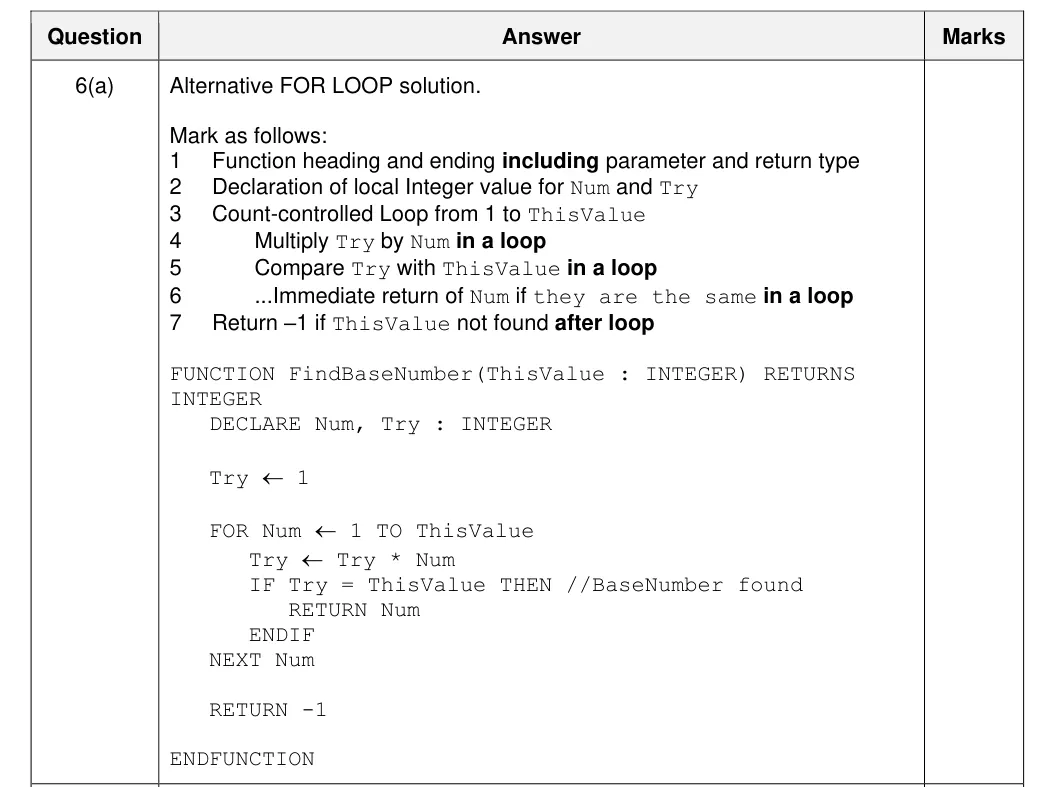 Question Answer Marks
6(a) Alternative FOR LOOP solution.
Mark as follows:
1 Function heading and ending including parameter and return type
2 Declaration of local Integer value for Num and Try
3 Count-controlled Loop from 1 to ThisValue
4 Multiply Try by Num in a loop
5 Compare Try with ThisValue in a loop
6 ...Immediate return of Num if they are the same in a loop
7 Return –1 if ThisValue not found after loop
FUNCTION FindBaseNumber(ThisValue : INTEGER) RETURNS
INTEGER
DECLARE Num, Try : INTEGER
Try ← 1
FOR Num ← 1 TO ThisValue
Try ← Try * Num
IF Try = ThisValue THEN //BaseNumber found
RETURN Num
ENDIF
NEXT Num
RETURN -1
ENDFUNCTION